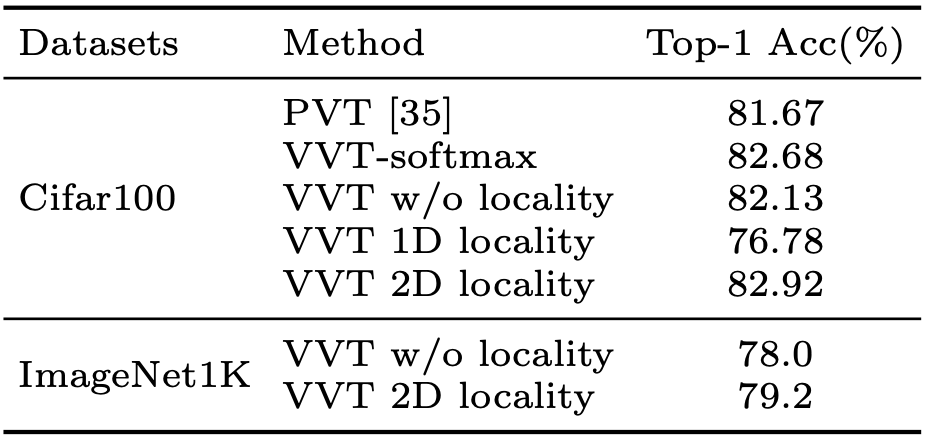 Datasets Method Top-1 Acc(%)
PVT [35] 81.67
VVT-softmax 82.68
Cifar100 VVT w/o locality 82.13
VVT 1D locality 76.78
VVT 2D locality 82.92
ImageNet1K VVT w/o locality 78.0
VVT 2D locality 79.2